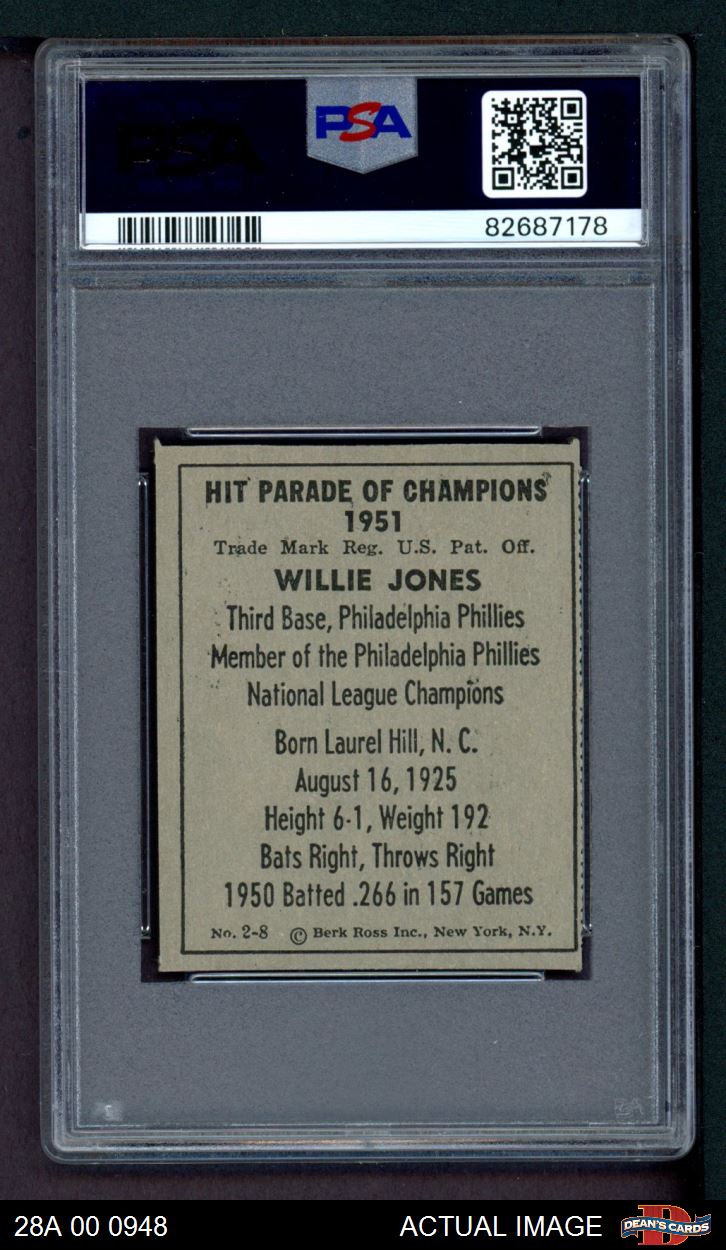 PSA
PSA
82687178
HIT PARADE OF CHAMPIONS
1951
Trade Mark Reg. U.S. Pat. Off.
WILLIE JONES
Third Base, Philadelphia Phillies
Member of the Philadelphia Phillies
National League Champions
Born Laurel Hill, N. C.
August 16, 1925
Height 6-1, Weight 192
Bats Right, Throws Right
1950 Batted .266 in 157 Games
No. 2-8 © Berk Ross Inc., New York, N.Y.
28A 00 0948
ACTUAL IMAGE
DEAN'S CARDS